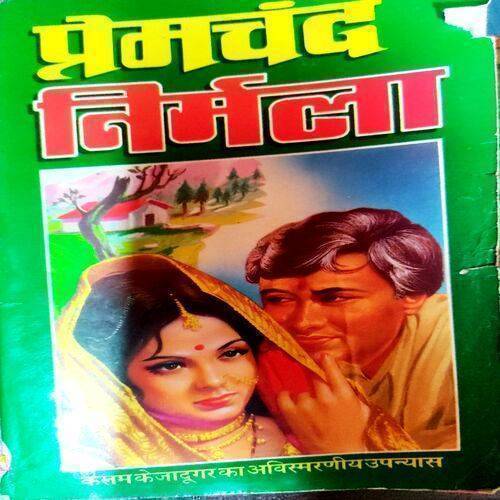 प्रेमचंद
निर्मला
कलम के जादूगर का अविस्मरणीय उपन्यास